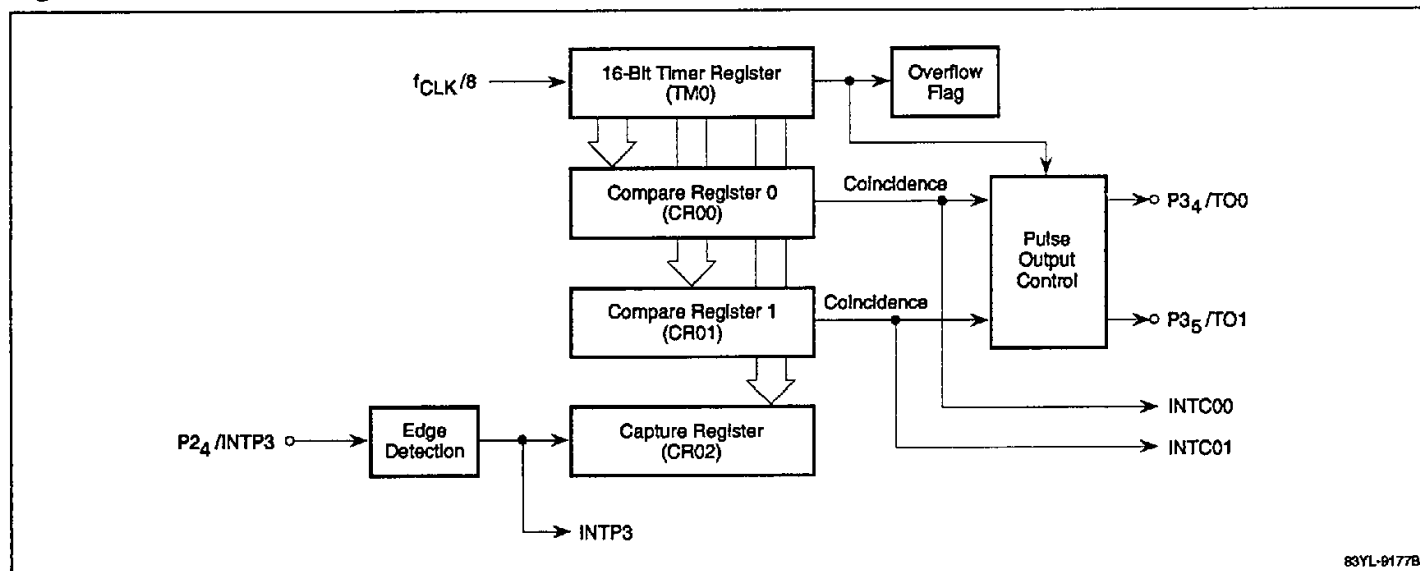 fCLK/8
16-Bit Timer Register
(TM0)
Overflow
Flag
Compare Register 0
(CR00)
Coincidence
Pulse
Output
Control
P34/TO0
Compare Register 1
(CR01)
Coincidence
P35/TO1
INTC00
INTC01
P24/INTP3
Edge
Detection
Capture Register
(CR02)
INTP3
83YL-9177B